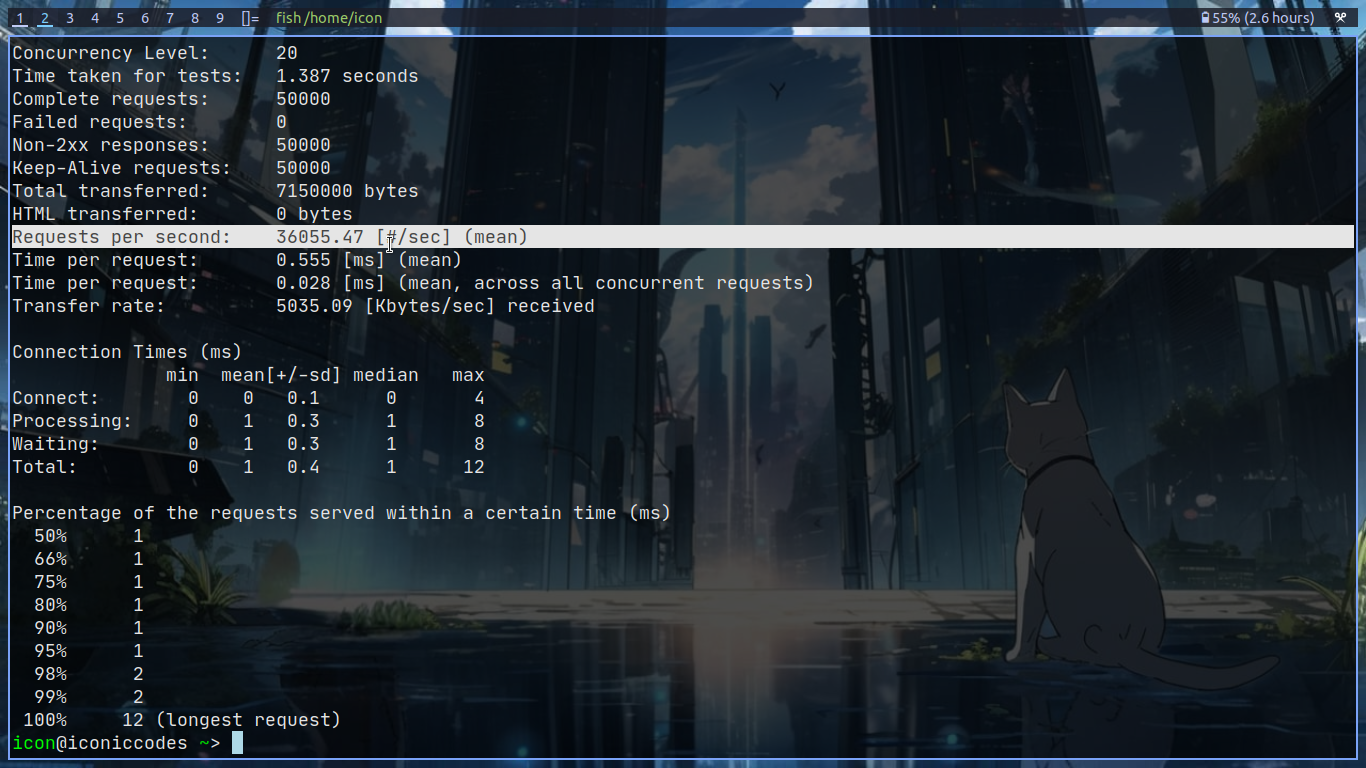 1 2 3 4 5 6 7 8 9 []= fish /home/icon 55% (2.6 hours)
Concurrency Level: 20
Time taken for tests: 1.387 seconds
Complete requests: 50000
Failed requests: 0
Non-2xx responses: 50000
Keep-Alive requests: 50000
Total transferred: 7150000 bytes
HTML transferred: 0 bytes
Requests per second: 36055.47 [#/sec] (mean)
Time per request: 0.555 [ms] (mean)
Time per request: 0.028 [ms] (mean, across all concurrent requests)
Transfer rate: 5035.09 [Kbytes/sec] received
Connection Times (ms)
min mean[+/-sd] median max
Connect: 0 0 0.1 0 4
Processing: 0 1 0.3 1 8
Waiting: 0 1 0.3 1 8
Total: 0 1 0.4 1 12
Percentage of the requests served within a certain time (ms)
50% 1
66% 1
75% 1
80% 1
90% 1
95% 1
98% 2
99% 2
100% 12 (longest request)
icon@iconiccodes ~>